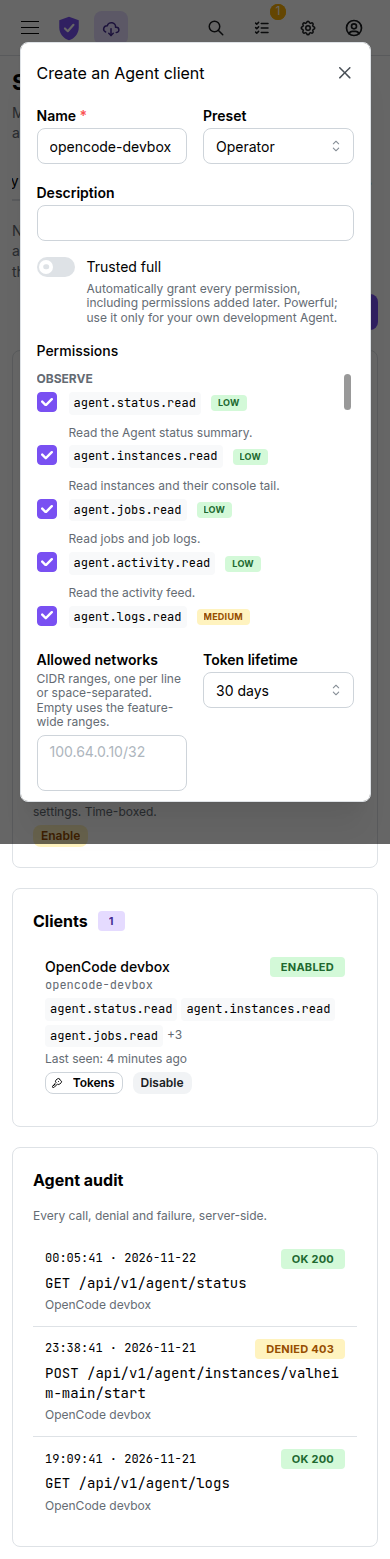 1
Create an Agent client
Name *
Preset
opencode-devbox
Operator
Description
Trusted full
Automatically grant every permission,
including permissions added later. Powerful;
use it only for your own development Agent.
Permissions
OBSERVE
agent.status.read LOW
Read the Agent status summary.
agent.instances.read LOW
Read instances and their console tail.
agent.jobs.read LOW
Read jobs and job logs.
agent.activity.read LOW
Read the activity feed.
agent.logs.read MEDIUM
Allowed networks
CIDR ranges, one per line
or space-separated.
Empty uses the feature-
wide ranges.
100.64.0.10/32
Token lifetime
30 days
settings. Time-boxed.
Enable
Clients 1
OpenCode devbox ENABLED
opencode-devbox
agent.status.read agent.instances.read
agent.jobs.read +3
Last seen: 4 minutes ago
Tokens Disable
Agent audit
Every call, denial and failure, server-side.
00:05:41 · 2026-11-22 OK 200
GET /api/v1/agent/status
OpenCode devbox
23:38:41 · 2026-11-21 DENIED 403
POST /api/v1/agent/instances/valhei
m-main/start
OpenCode devbox
19:09:41 · 2026-11-21 OK 200
GET /api/v1/agent/logs
OpenCode devbox